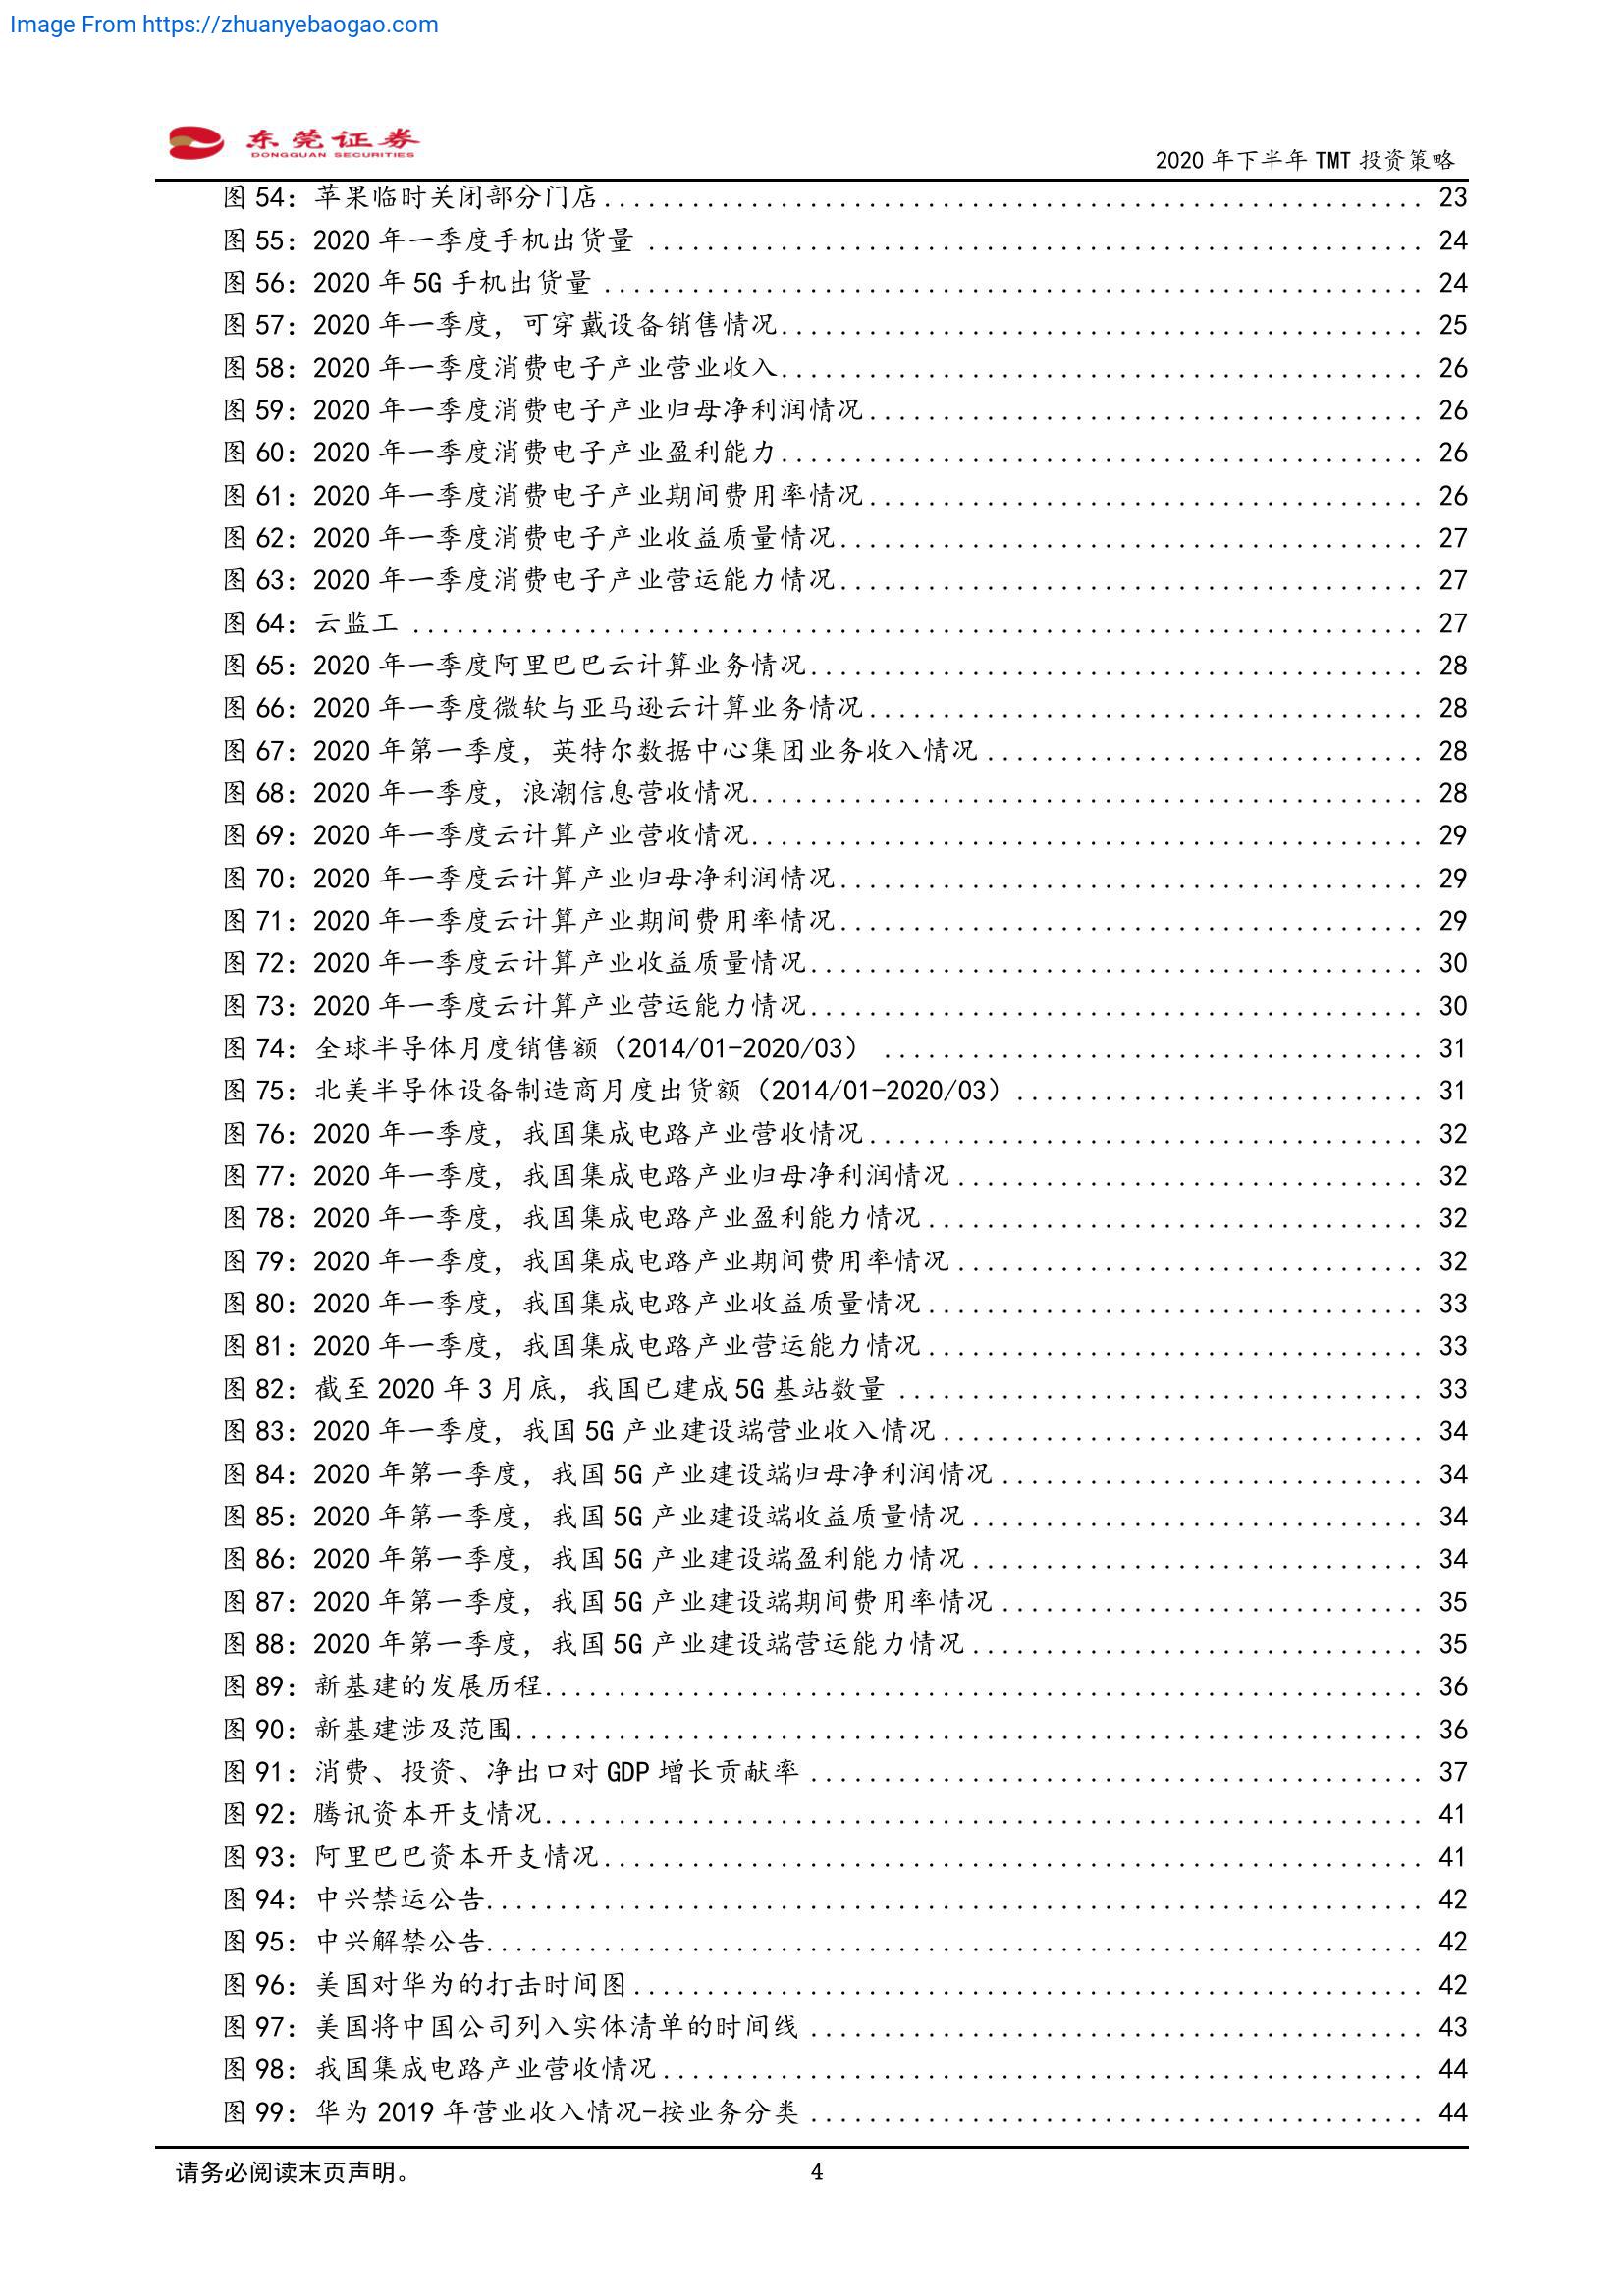 Image From https://zhuanyebaogao.com
东莞证券
DONGGUAN SECURITIES
2020 年下半年 TMT 投资策略
图 54：苹果临时关闭部分门店........................................................ 23
图 55：2020 年一季度手机出货量 ..................................................... 24
图 56：2020 年 5G 手机出货量 ........................................................ 24
图 57：2020 年一季度，可穿戴设备销售情况............................................ 25
图 58：2020 年一季度消费电子产业营业收入............................................ 26
图 59：2020 年一季度消费电子产业归母净利润情况...................................... 26
图 60：2020 年一季度消费电子产业盈利能力............................................ 26
图 61：2020 年一季度消费电子产业期间费用率情况...................................... 26
图 62：2020 年一季度消费电子产业收益质量情况........................................ 27
图 63：2020 年一季度消费电子产业营运能力情况........................................ 27
图 64：云监工 ..................................................................... 27
图 65：2020 年一季度阿里巴巴云计算业务情况.......................................... 28
图 66：2020 年一季度微软与亚马逊云计算业务情况...................................... 28
图 67：2020 年第一季度，英特尔数据中心集团业务收入情况 .............................. 28
图 68：2020 年一季度，浪潮信息营收情况.............................................. 28
图 69：2020 年一季度云计算产业营收情况.............................................. 29
图 70：2020 年一季度云计算产业归母净利润情况........................................ 29
图 71：2020 年一季度云计算产业期间费用率情况........................................ 29
图 72：2020 年一季度云计算产业收益质量情况.......................................... 30
图 73：2020 年一季度云计算产业营运能力情况.......................................... 30
图 74：全球半导体月度销售额（2014/01-2020/03） ..................................... 31
图 75：北美半导体设备制造商月度出货额（2014/01-2020/03）............................ 31
图 76：2020 年一季度，我国集成电路产业营收情况...................................... 32
图 77：2020 年一季度，我国集成电路产业归母净利润情况................................ 32
图 78：2020 年一季度，我国集成电路产业盈利能力情况.................................. 32
图 79：2020 年一季度，我国集成电路产业期间费用率情况................................ 32
图 80：2020 年一季度，我国集成电路产业收益质量情况.................................. 33
图 81：2020 年一季度，我国集成电路产业营运能力情况.................................. 33
图 82：截至 2020 年 3 月底，我国已建成 5G 基站数量 .................................... 33
图 83：2020 年一季度，我国 5G 产业建设端营业收入情况................................. 34
图 84：2020 年第一季度，我国 5G 产业建设端归母净利润情况............................. 34
图 85：2020 年第一季度，我国 5G 产业建设端收益质量情况............................... 34
图 86：2020 年第一季度，我国 5G 产业建设端盈利能力情况............................... 34
图 87：2020 年第一季度，我国 5G 产业建设端期间费用率情况............................. 35
图 88：2020 年第一季度，我国 5G 产业建设端营运能力情况............................... 35
图 89：新基建的发展历程............................................................ 36
图 90：新基建涉及范围.............................................................. 36
图 91：消费、投资、净出口对 GDP 增长贡献率 .......................................... 37
图 92：腾讯资本开支情况............................................................ 41
图 93：阿里巴巴资本开支情况........................................................ 41
图 94：中兴禁运公告................................................................ 42
图 95：中兴解禁公告................................................................ 42
图 96：美国对华为的打击时间图...................................................... 42
图 97：美国将中国公司列入实体清单的时间线 .......................................... 43
图 98：我国集成电路产业营收情况.................................................... 44
图 99：华为 2019 年营业收入情况-按业务分类 .......................................... 44
请务必阅读末页声明。
4